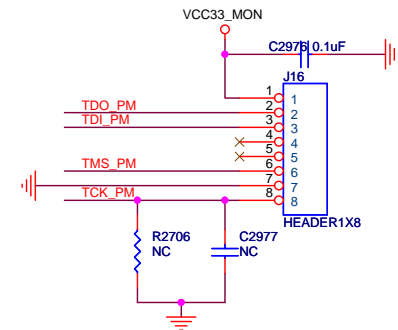 VCC33_MON
C2976 0.1uF
J16
1 1
TDO_PM 2 2
TDI_PM 3 3
4 4
5 5
TMS_PM 6 6
7 7
TCK_PM 8 8
HEADER1X8
R2706 C2977
NC NC